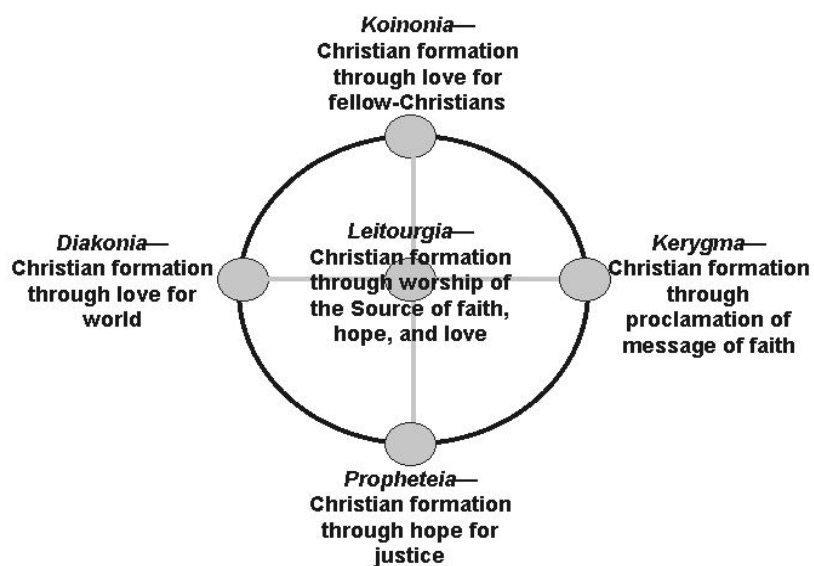 Koinonia—
Christian formation
through love for
fellow-Christians
Diakonia—
Christian formation
through love for
world
Leitourgia—
Christian formation
through worship of
the Source of faith,
hope, and love
Kerygma—
Christian formation
through
proclamation of
message of faith
Propheteia—
Christian formation
through hope for
justice